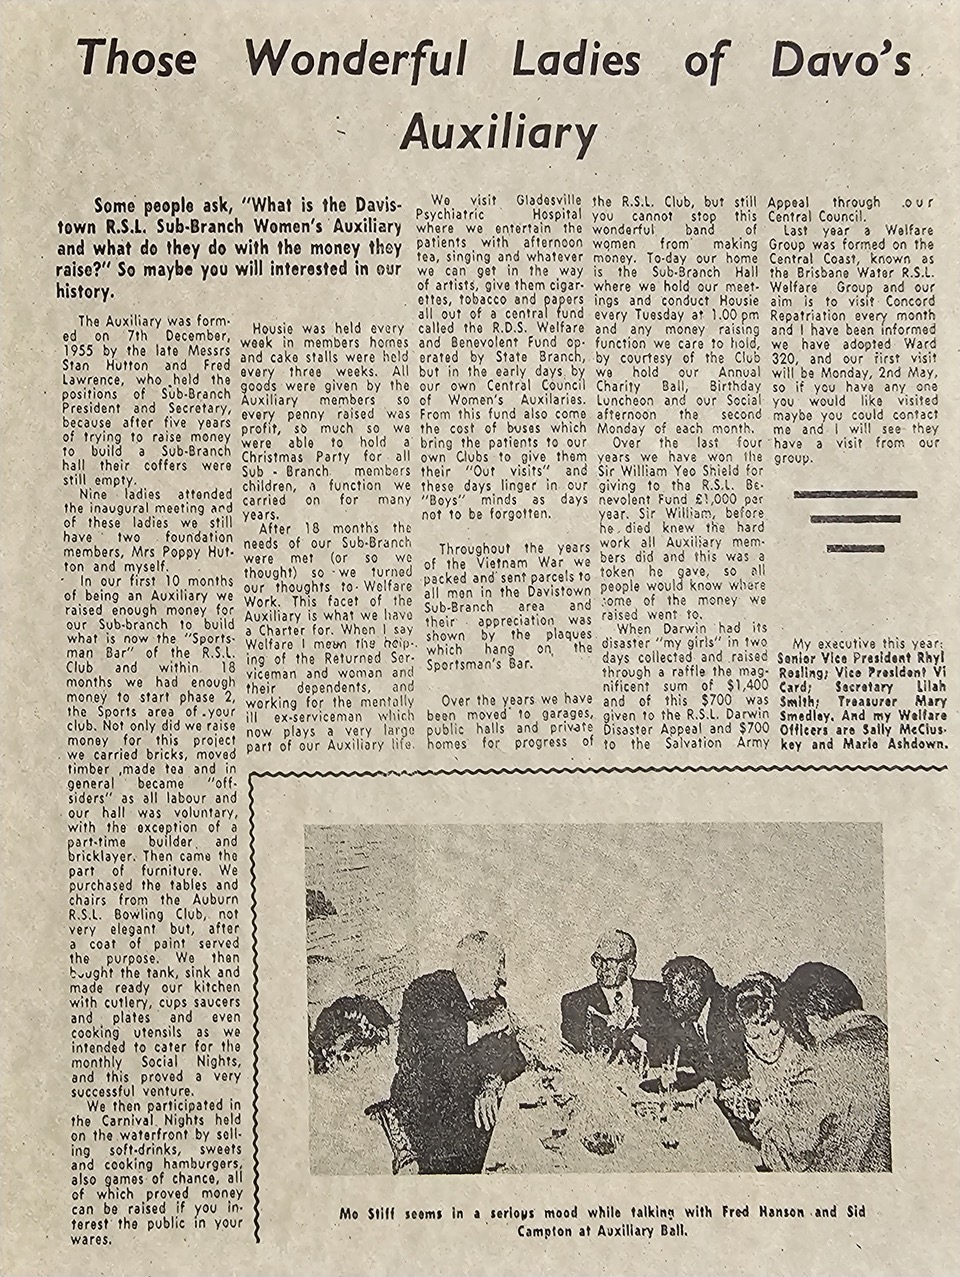 Those Wonderful Ladies of Davo's
Auxiliary
Some people ask, "What is the Davis-
town R.S.L. Sub-Branch Women's Auxiliary
and what do they do with the money they
raise?" So maybe you will interested in our
history.
The Auxiliary was form-
ed on 7th December,
1955 by the late Messrs
Stan Hutton and Fred
Lawrence, who held the
positions of Sub-Branch
President and Secretary,
because after five years
of trying to raise money
to build a Sub-Branch
hall their coffers were
still empty.
Nine ladies attended
the inaugural meeting and
of these ladies we still
have two foundation
members, Mrs Poppy Hut-
ton and myself.
In our first 10 months
of being an Auxiliary we
raised enough money for
our Sub-branch to build
what is now the "Sports-
man Bar" of the R.S.L.
Club and within 18
months we had enough
money to start phase 2,
the Sports area of your
club. Not only did we raise
money for this project
we carried bricks, moved
timber ,made tea and in
general became "off-
siders" as all labour and
our hall was voluntary,
with the exception of a
part-time builder and
bricklayer. Then came the
part of furniture. We
purchased the tables and
chairs from the Auburn
R.S.L. Bowling Club, not
very elegant but, after
a coat of paint served
the purpose. We then
bought the tank, sink and
made ready our kitchen
with cutlery, cups saucers
and plates and even
cooking utensils as we
intended to cater for the
monthly Social Nights,
and this proved a very
successful venture.
We then participated in
the Carnival Nights held
on the waterfront by sell-
ing soft-drinks, sweets
and cooking hamburgers,
also games of chance, all
of which proved money
can be raised if you in-
terest the public in your
wares.
Housie was held every
week in members homes
and cake stalls were held
every three weeks. All
goods were given by the
Auxiliary members so
every penny raised was
profit, so much so we
were able to hold a
Christmas Party for all
Sub - Branch members
children, a function we
carried on for many
years.
After 18 months the
needs of our Sub-Branch
were met (or so we
thought) so we turned
our thoughts to Welfare
Work. This facet of the
Auxiliary is what we have
a Charter for. When I say
Welfare I mean the help-
ing of the Returned Ser-
viceman and woman and
their dependents, and
working for the mentally
ill ex-serviceman which
now plays a very large
part of our Auxiliary life.
We visit Gladesville
Psychiatric Hospital
where we entertain the
patients with afternoon
tea, singing and whatever
we can get in the way
of artists, give them cigar-
ettes, tobacco and papers
all out of a central fund
called the R.D.S. Welfare
and Benevolent Fund op-
erated by State Branch,
but in the early days by
our own Central Council
of Women's Auxilaries.
From this fund also come
the cost of buses which
bring the patients to our
own Clubs to give them
their "Out visits" and
these days linger in our
"Boys" minds as days
not to be forgotten.
Throughout the years
of the Vietnam War we
packed and sent parcels to
all men in the Davistown
Sub-Branch area and
their appreciation was
shown by the plaques
which hang on the
Sportsman's Bar.
Over the years we have
been moved to garages,
public halls and private
homes for progress of
the R.S.L. Club, but still
you cannot stop this
wonderful band of
women from making
money. To-day our home
is the Sub-Branch Hall
where we hold our meet-
ings and conduct Housie
every Tuesday at 1.00 pm
and any money raising
function we care to hold,
by courtesy of the Club
we hold our Annual
Charity Ball, Birthday
Luncheon and our Social
afternoon the second
Monday of each month.
Over the last four
years we have won the
Sir William Yeo Shield for
giving to the R.S.L. Be-
nevolent Fund £1,000 per
year. Sir William, before
he died knew the hard
work all Auxiliary mem-
bers did and this was a
token he gave, so all
people would know where
some of the money we
raised went to.
When Darwin had its
disaster "my girls" in two
days collected and raised
through a raffle the mag-
nificent sum of $1,400
and of this $700 was
given to the R.S.L. Darwin
Disaster Appeal and $700
to the Salvation Army
Appeal through our
Central Council.
Last year a Welfare
Group was formed on the
Central Coast, known as
the Brisbane Water R.S.L.
Welfare Group and our
aim is to visit Concord
Repatriation every month
and I have been informed
we have adopted Ward
320, and our first visit
will be Monday, 2nd May,
so if you have any one
you would like visited
maybe you could contact
me and I will see they
have a visit from our
group.
My executive this year:
Senior Vice President Rhyl
Rosling; Vice President Vi
Card; Secretary Lilah
Smith; Treasurer Mary
Smedley. And my Welfare
Officers are Sally McClus-
key and Marie Ashdown.
Mo Stiff seems in a serious mood while talking with Fred Hanson and Sid
Campton at Auxiliary Ball.